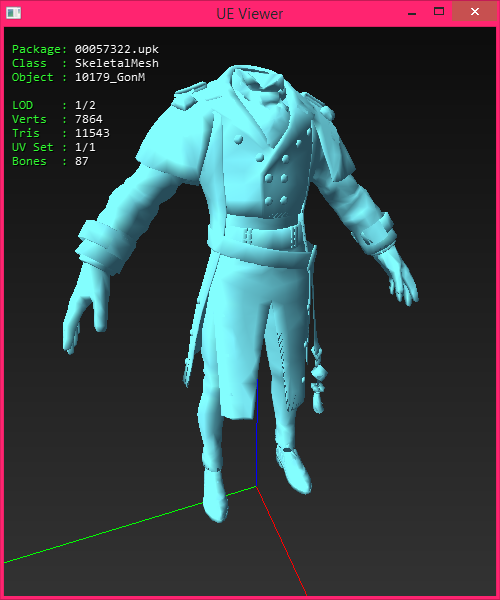 UE Viewer
Package: 00057322.upk
Class  : SkeletalMesh
Object : 10179_GonM
LOD    : 1/2
Verts  : 7864
Tris   : 11543
UV Set : 1/1
Bones  : 87